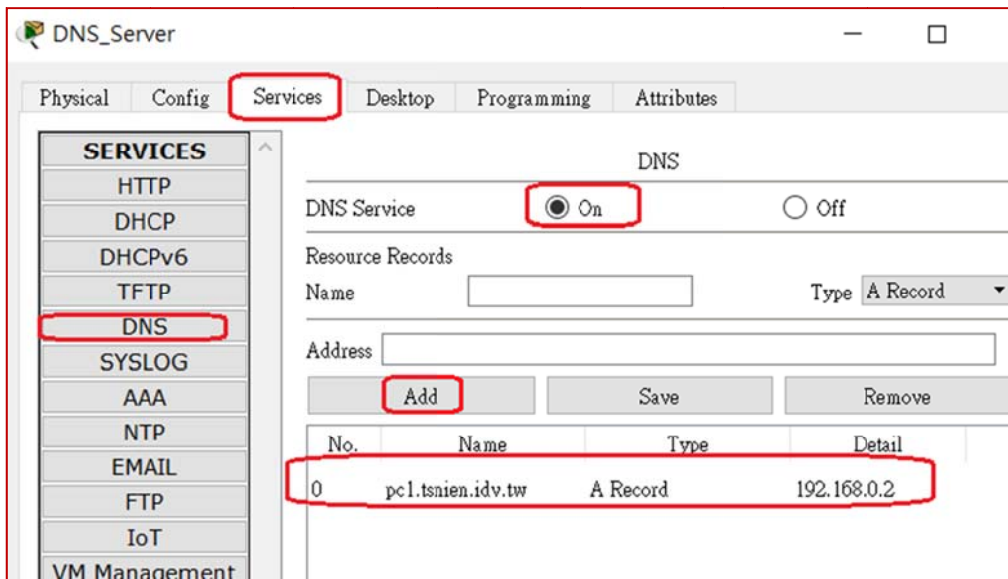 DNS_Server
Physical Config Services Desktop Programming Attributes
SERVICES
HTTP
DHCP
DHCPv6
TFTP
DNS
SYSLOG
AAA
NTP
EMAIL
FTP
IoT
VM Management
DNS
DNS Service On Off
Resource Records
Name Type A Record
Address
Add Save Remove
No. Name Type Detail
0 pc1.tsnien.idv.tw A Record 192.168.0.2